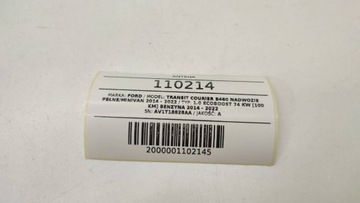 ANTENA
110214
MARKA: FORD / MODEL: TRANSIT COURIER B460 NADWOZIE
PEŁNE/MINIVAN 2014 - 2022 / TYP: 1.0 ECOBOOST 74 KW [100
KM] BENZYNA 2014 - 2022
SN: AV1T18828AA / JAKOŚĆ: A
2000001102145